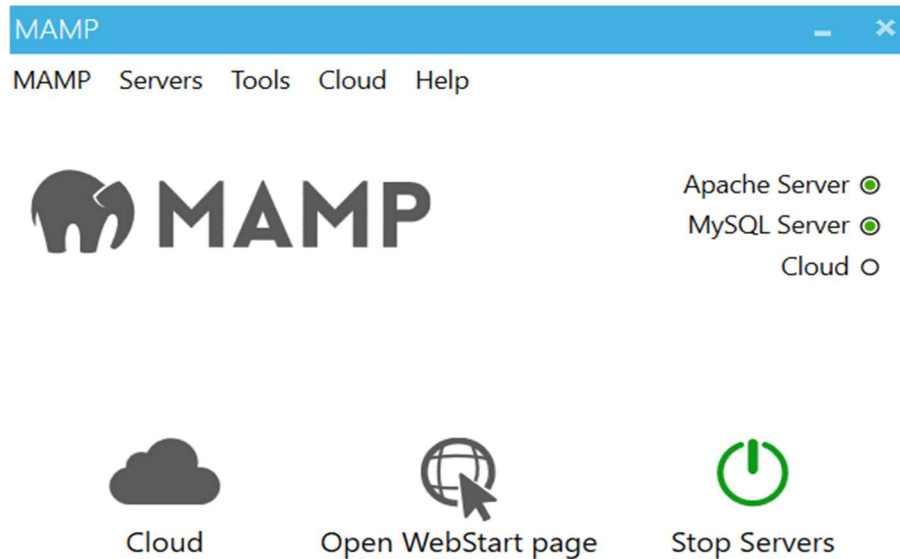 MAMP
MAMP Servers Tools Cloud Help
MAMP
Apache Server
MySQL Server
Cloud
Cloud Open WebStart page Stop Servers